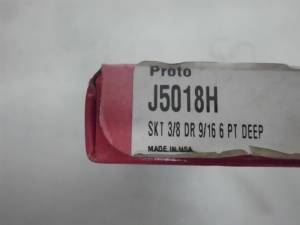 Proto
J5018H
SKT 3/8 DR 9/16 6 PT DEEP
MADE IN USA